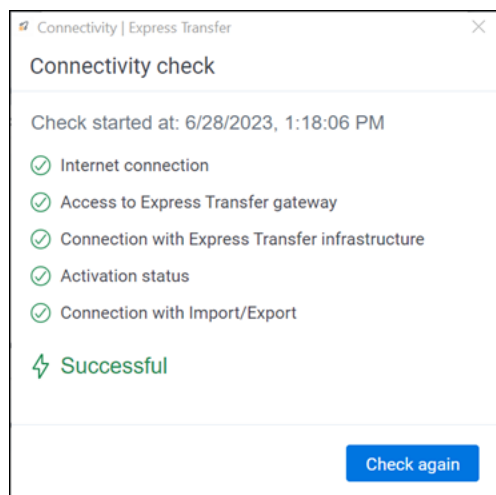 Connectivity | Express Transfer
Connectivity check
Check started at: 6/28/2023, 1:18:06 PM
Internet connection
Access to Express Transfer gateway
Connection with Express Transfer infrastructure
Activation status
Connection with Import/Export
Successful
Check again